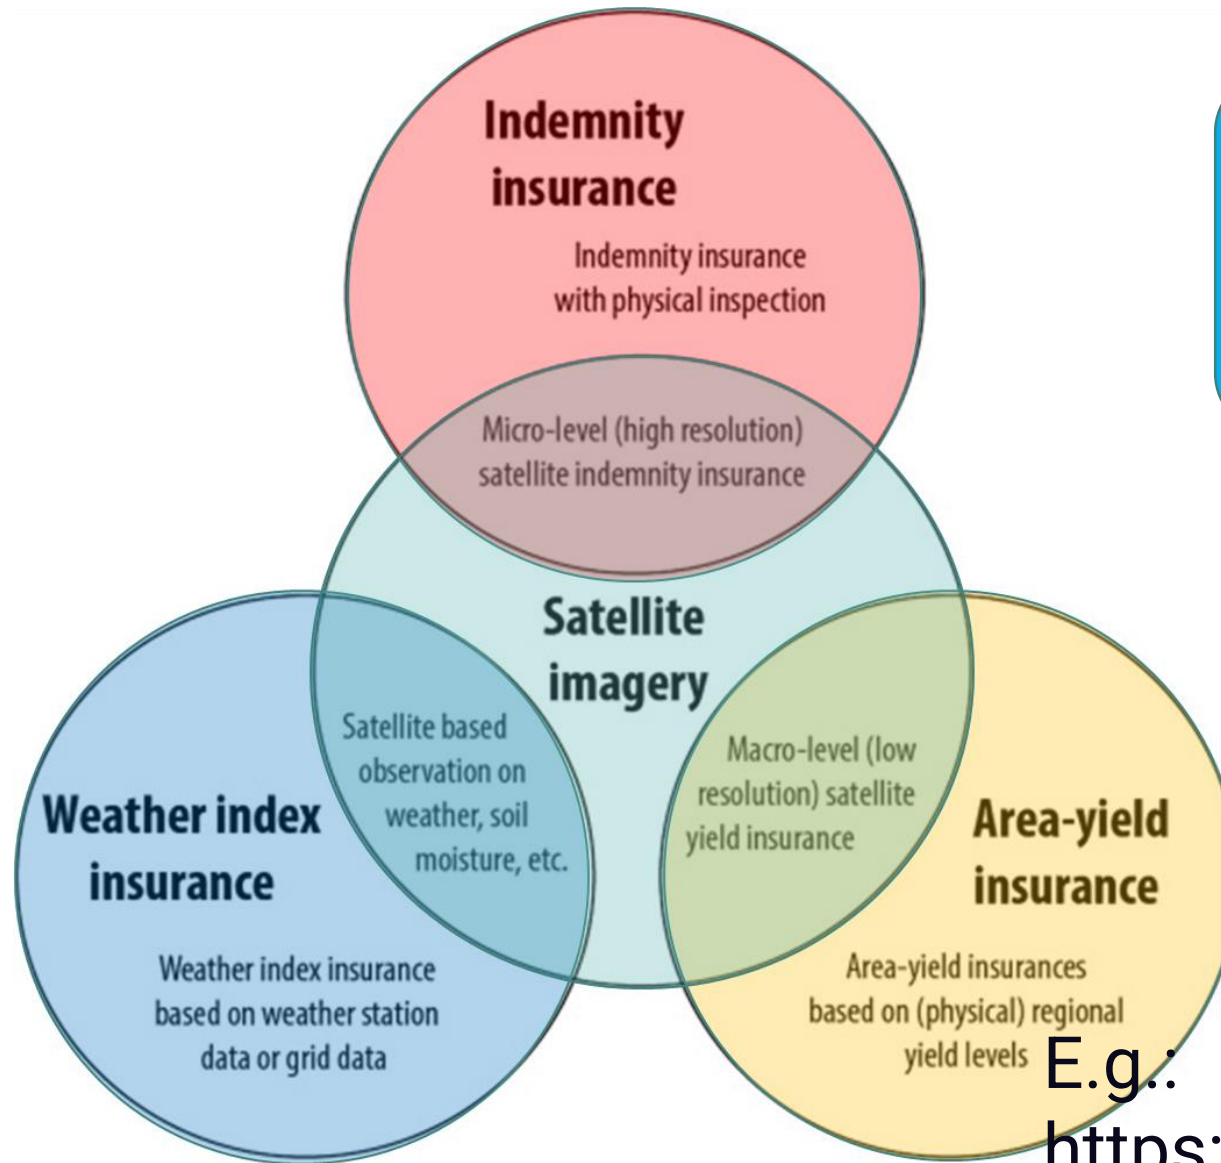 Indemnity
insurance
Indemnity insurance
with physical inspection
Micro-level (high resolution)
satellite indemnity insurance
Satellite
imagery
Satellite based
observation on
weather, soil
moisture, etc.
Macro-level (low
resolution) satellite
yield insurance
Weather index
insurance
Weather index insurance
based on weather station
data or grid data
Area-yield
insurance
Area-yield insurances
based on (physical) regional
yield levels
E.g.:
https: